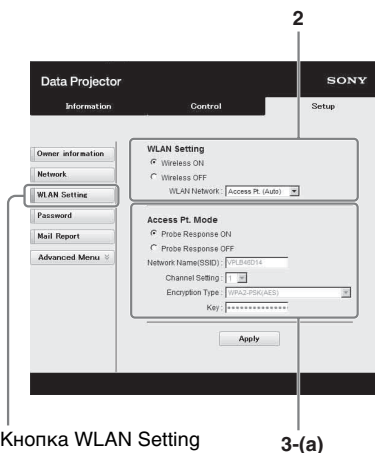 2
Data Projector SONY
Information Control Setup
Owner information
Network
WLAN Setting
Password
Mail Report
Advanced Menu
WLAN Setting
Wireless ON
Wireless OFF
WLAN Network: Access Pt. (Auto)
Access Pt. Mode
Probe Response ON
Probe Response OFF
Network Name(SSID): VPLB46D14
Channel Setting: 1
Encryption Type: WPA2-PSK(AES)
Key: ••••••••••••••
Apply
Кнопка WLAN Setting
3-(a)